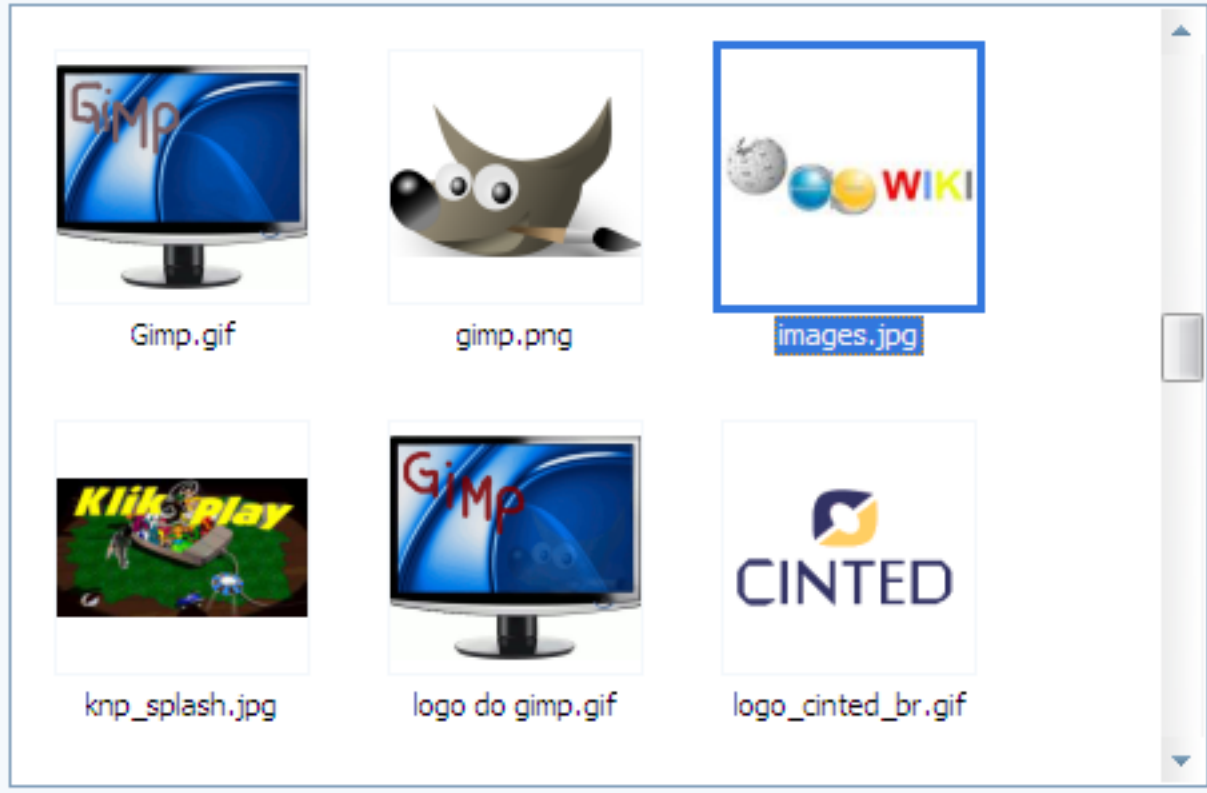 GiMP
WIKI
Gimp.gif
gimp.png
images.jpg
Klik & Play
GiMP
CINTED
knp_splash.jpg
logo do gimp.gif
logo_cinted_br.gif